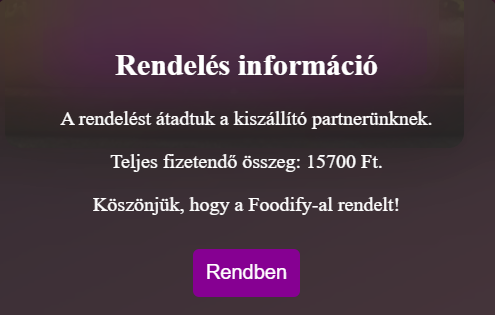 Rendelés információ
A rendelést átadtuk a kiszállító partnerünknek.
Teljes fizetendő összeg: 15700 Ft.
Köszönjük, hogy a Foodify-al rendelt!
Rendben